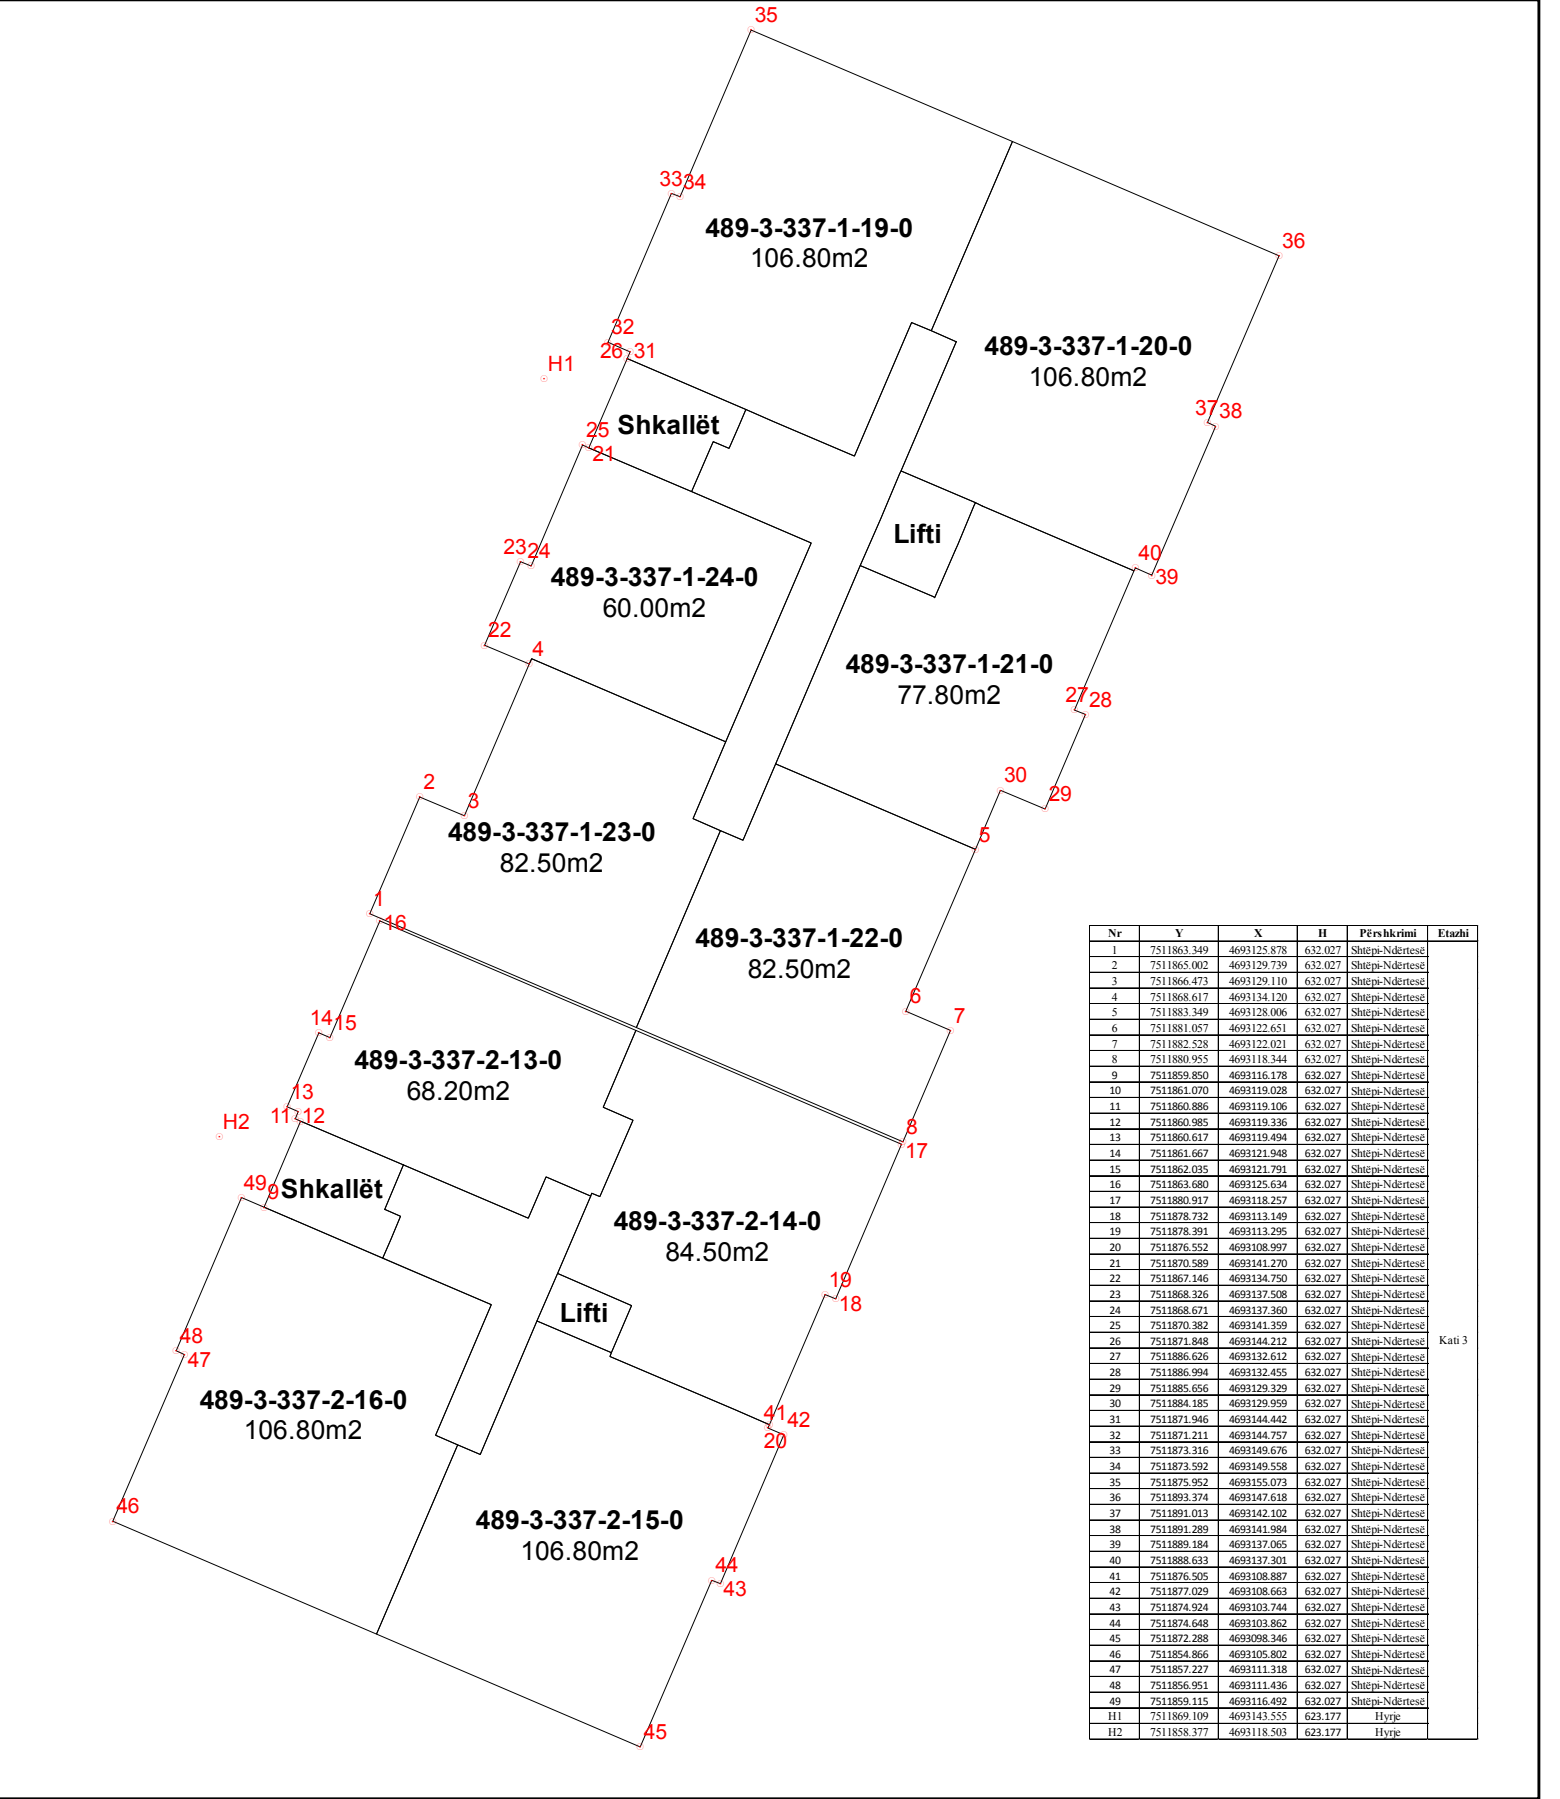 35
36
33
34
489-3-337-1-19-0
106.80m2
32
26
31
H1
489-3-337-1-20-0
106.80m2
37
38
Shkallët
25
21
Lifti
40
39
23
24
489-3-337-1-24-0
60.00m2
22
4
489-3-337-1-21-0
77.80m2
27
28
30
29
2
3
489-3-337-1-23-0
82.50m2
5
1
16
489-3-337-1-22-0
82.50m2
6
7
14
15
489-3-337-2-13-0
68.20m2
13
11
12
H2
8
17
49
9
Shkallët
489-3-337-2-14-0
84.50m2
19
18
Lifti
48
47
489-3-337-2-16-0
106.80m2
41
42
20
46
489-3-337-2-15-0
106.80m2
44
43
45
Nr Y X H Përshkrimi Etazhi
1 7511863.349 4693125.878 632.027 Shtëpi-Ndërtesë
2 7511865.002 4693129.739 632.027 Shtëpi-Ndërtesë
3 7511866.473 4693129.110 632.027 Shtëpi-Ndërtesë
4 7511868.617 4693134.120 632.027 Shtëpi-Ndërtesë
5 7511883.349 4693128.006 632.027 Shtëpi-Ndërtesë
6 7511881.057 4693122.651 632.027 Shtëpi-Ndërtesë
7 7511882.528 4693122.021 632.027 Shtëpi-Ndërtesë
8 7511880.955 4693118.344 632.027 Shtëpi-Ndërtesë
9 7511859.850 4693116.178 632.027 Shtëpi-Ndërtesë
10 7511861.070 4693119.028 632.027 Shtëpi-Ndërtesë
11 7511860.886 4693119.106 632.027 Shtëpi-Ndërtesë
12 7511860.985 4693119.336 632.027 Shtëpi-Ndërtesë
13 7511860.617 4693119.494 632.027 Shtëpi-Ndërtesë
14 7511861.667 4693121.948 632.027 Shtëpi-Ndërtesë
15 7511862.035 4693121.791 632.027 Shtëpi-Ndërtesë
16 7511863.680 4693125.634 632.027 Shtëpi-Ndërtesë
17 7511880.917 4693118.257 632.027 Shtëpi-Ndërtesë
18 7511878.732 4693113.149 632.027 Shtëpi-Ndërtesë
19 7511878.391 4693113.295 632.027 Shtëpi-Ndërtesë
20 7511876.552 4693108.997 632.027 Shtëpi-Ndërtesë
21 7511870.589 4693141.270 632.027 Shtëpi-Ndërtesë
22 7511867.146 4693134.750 632.027 Shtëpi-Ndërtesë
23 7511868.326 4693137.508 632.027 Shtëpi-Ndërtesë
24 7511868.671 4693137.360 632.027 Shtëpi-Ndërtesë
25 7511870.382 4693141.359 632.027 Shtëpi-Ndërtesë
26 7511871.848 4693144.212 632.027 Shtëpi-Ndërtesë Kati 3
27 7511886.626 4693132.612 632.027 Shtëpi-Ndërtesë
28 7511886.994 4693132.455 632.027 Shtëpi-Ndërtesë
29 7511885.656 4693129.329 632.027 Shtëpi-Ndërtesë
30 7511884.185 4693129.959 632.027 Shtëpi-Ndërtesë
31 7511871.946 4693144.442 632.027 Shtëpi-Ndërtesë
32 7511871.211 4693144.757 632.027 Shtëpi-Ndërtesë
33 7511873.316 4693149.676 632.027 Shtëpi-Ndërtesë
34 7511873.592 4693149.558 632.027 Shtëpi-Ndërtesë
35 7511875.952 4693155.073 632.027 Shtëpi-Ndërtesë
36 7511893.374 4693147.618 632.027 Shtëpi-Ndërtesë
37 7511891.013 4693142.102 632.027 Shtëpi-Ndërtesë
38 7511891.289 4693141.984 632.027 Shtëpi-Ndërtesë
39 7511889.184 4693137.065 632.027 Shtëpi-Ndërtesë
40 7511888.633 4693137.301 632.027 Shtëpi-Ndërtesë
41 7511876.505 4693108.887 632.027 Shtëpi-Ndërtesë
42 7511877.029 4693108.663 632.027 Shtëpi-Ndërtesë
43 7511874.924 4693103.744 632.027 Shtëpi-Ndërtesë
44 7511874.648 4693103.862 632.027 Shtëpi-Ndërtesë
45 7511872.288 4693098.346 632.027 Shtëpi-Ndërtesë
46 7511854.866 4693105.802 632.027 Shtëpi-Ndërtesë
47 7511857.227 4693111.318 632.027 Shtëpi-Ndërtesë
48 7511856.951 4693111.436 632.027 Shtëpi-Ndërtesë
49 7511859.115 4693116.492 632.027 Shtëpi-Ndërtesë
H1 7511869.109 4693143.555 623.177 Hyrje
H2 7511858.377 4693118.503 623.177 Hyrje